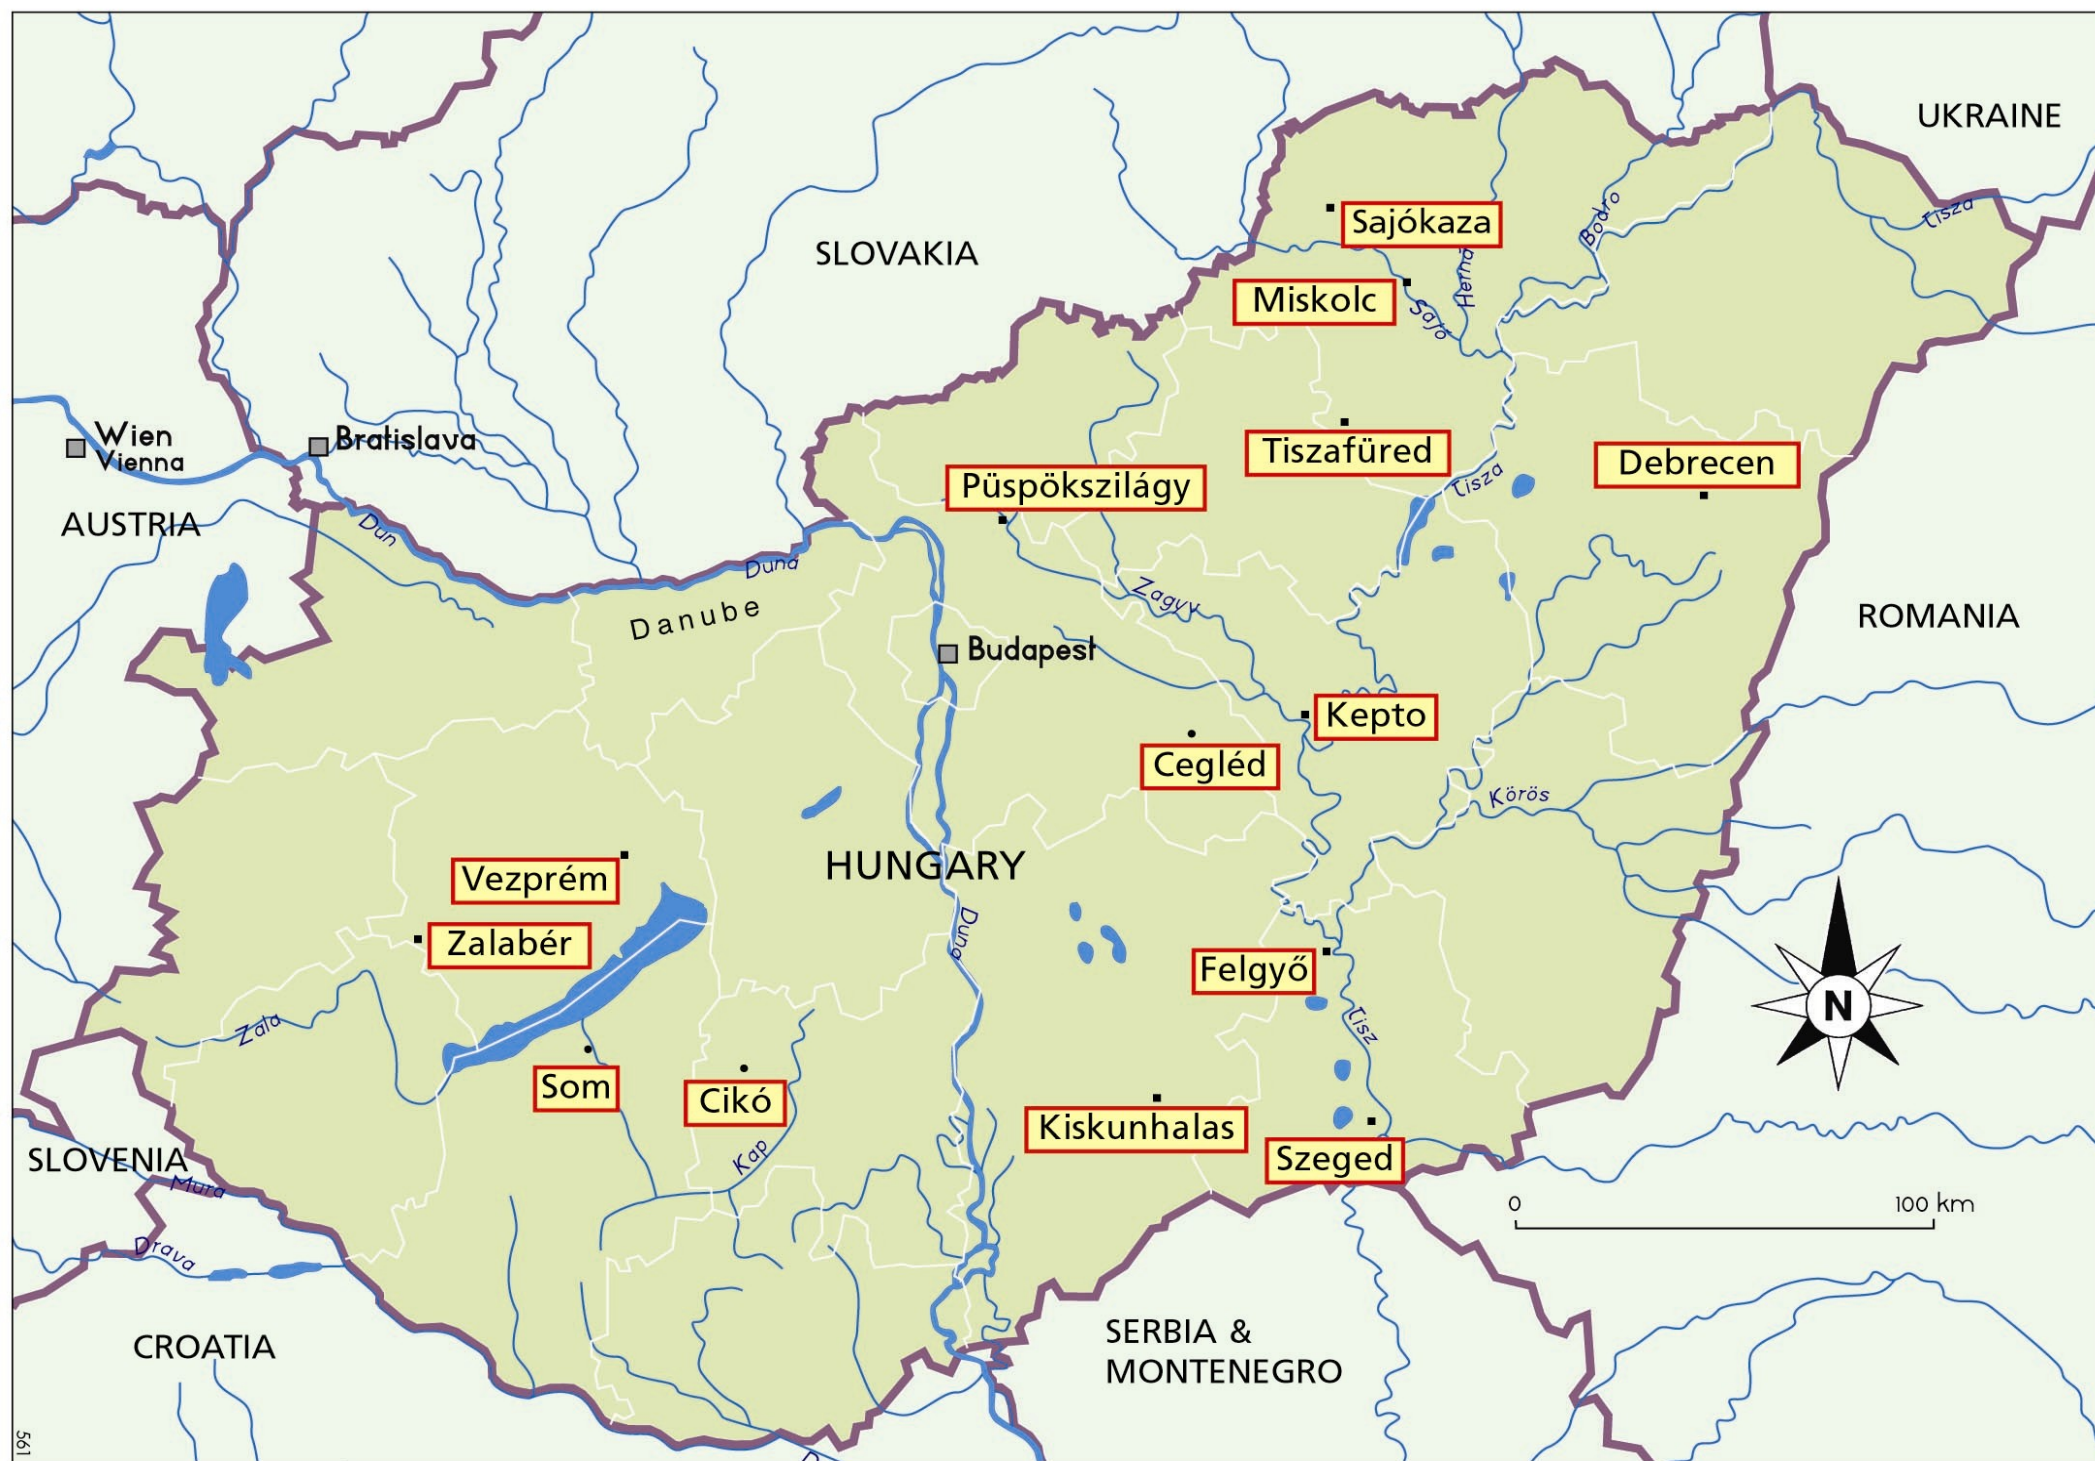 UKRAINE
Tisza
Bodro
Sajókaza
SLOVAKIA
Herná
Miskolc
Sajó
Wien
Vienna
Bratislava
Tiszafüred
Debrecen
Püspökszilágy
Tisza
AUSTRIA
Dun
Duna
Danube
Zagyv
ROMANIA
Budapest
Kepto
Cegléd
Körös
HUNGARY
Vezprém
Zalabér
Duna
Felgyő
N
Zala
Tisz
Som
Cikó
Kiskunhalas
Kap
Szeged
SLOVENIA
Mura
0
100 km
Drava
CROATIA
SERBIA &
MONTENEGRO
561